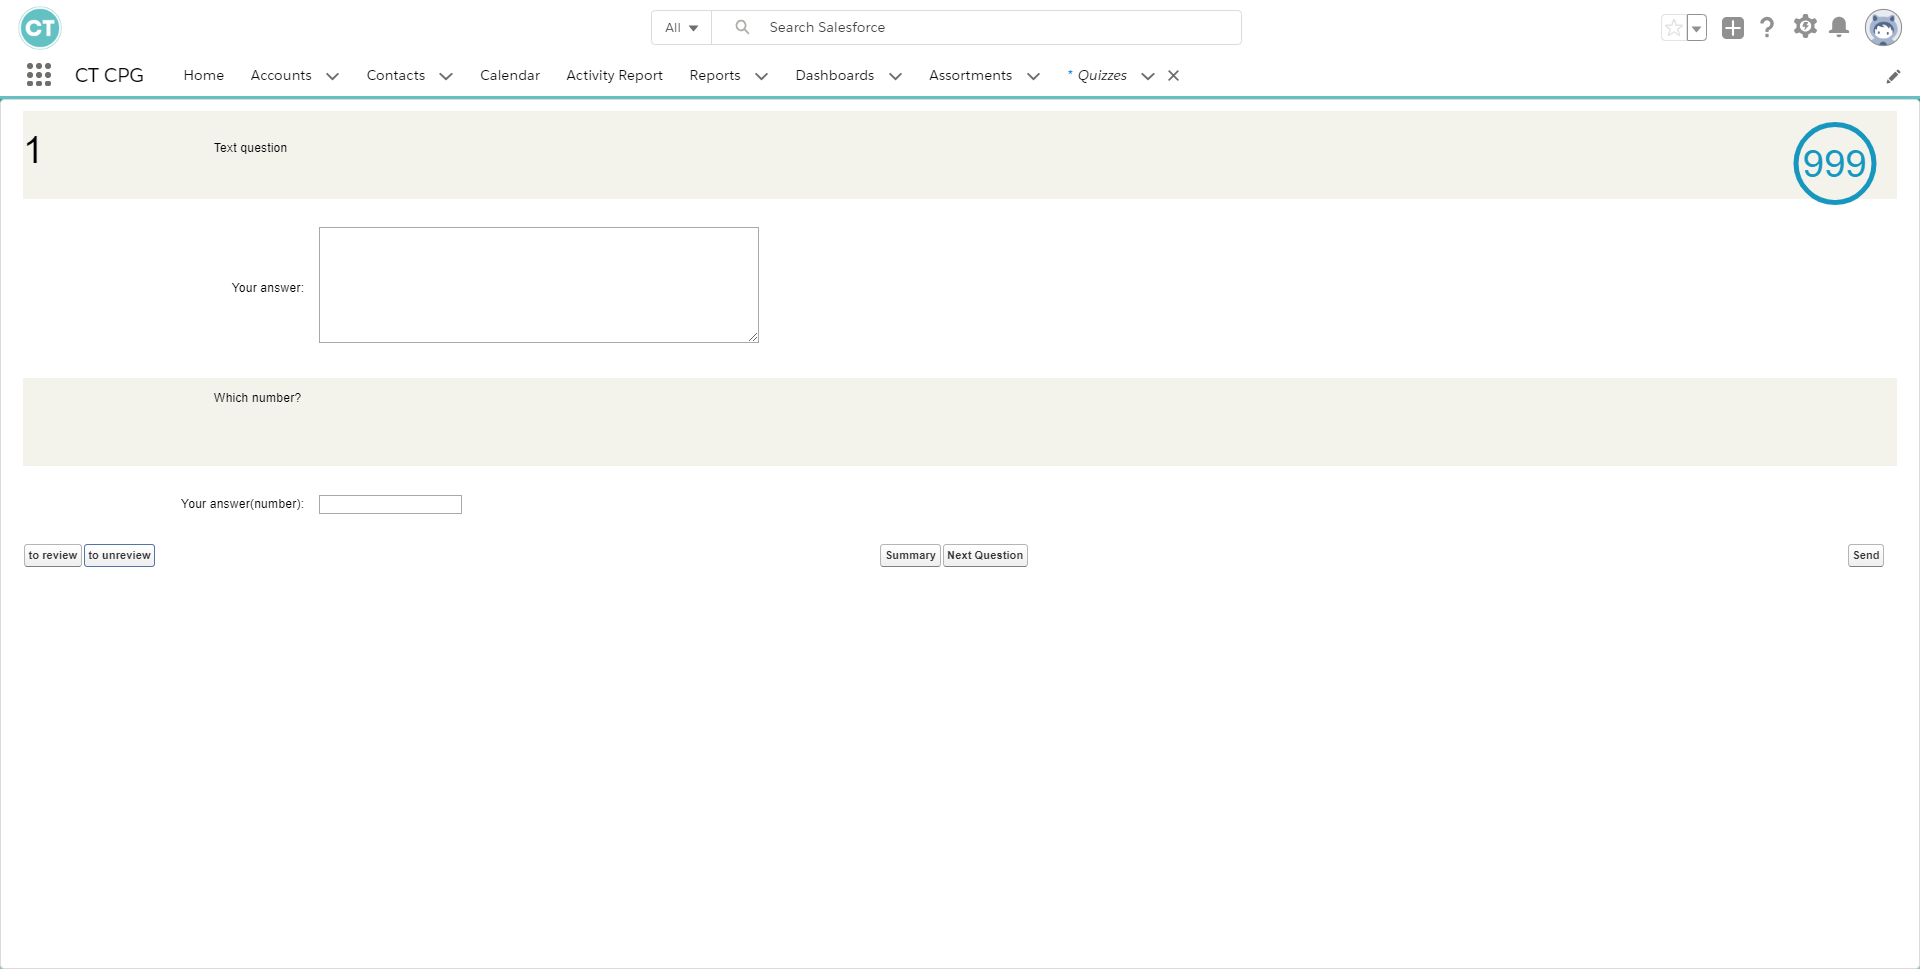 CT
All
Search Salesforce
CT CPG
Home
Accounts
Contacts
Calendar
Activity Report
Reports
Dashboards
Assortments
* Quizzes
1
Text question
999
Your answer:
Which number?
Your answer(number):
to review
to unreview
Summary
Next Question
Send